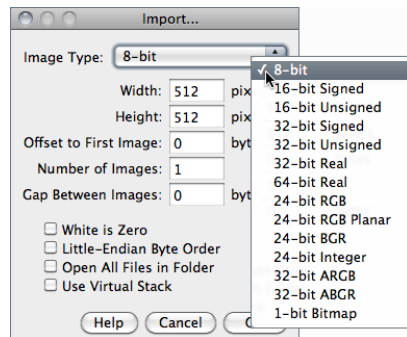 Import...
Image Type: 8-bit
Width: 512 pix
Height: 512 pix
Offset to First Image: 0 byt
Number of Images: 1
Gap Between Images: 0 byt
White is Zero
Little-Endian Byte Order
Open All Files in Folder
Use Virtual Stack
Help Cancel
✓ 8-bit
16-bit Signed
16-bit Unsigned
32-bit Signed
32-bit Unsigned
32-bit Real
64-bit Real
24-bit RGB
24-bit RGB Planar
24-bit BGR
24-bit Integer
32-bit ARGB
32-bit ABGR
1-bit Bitmap